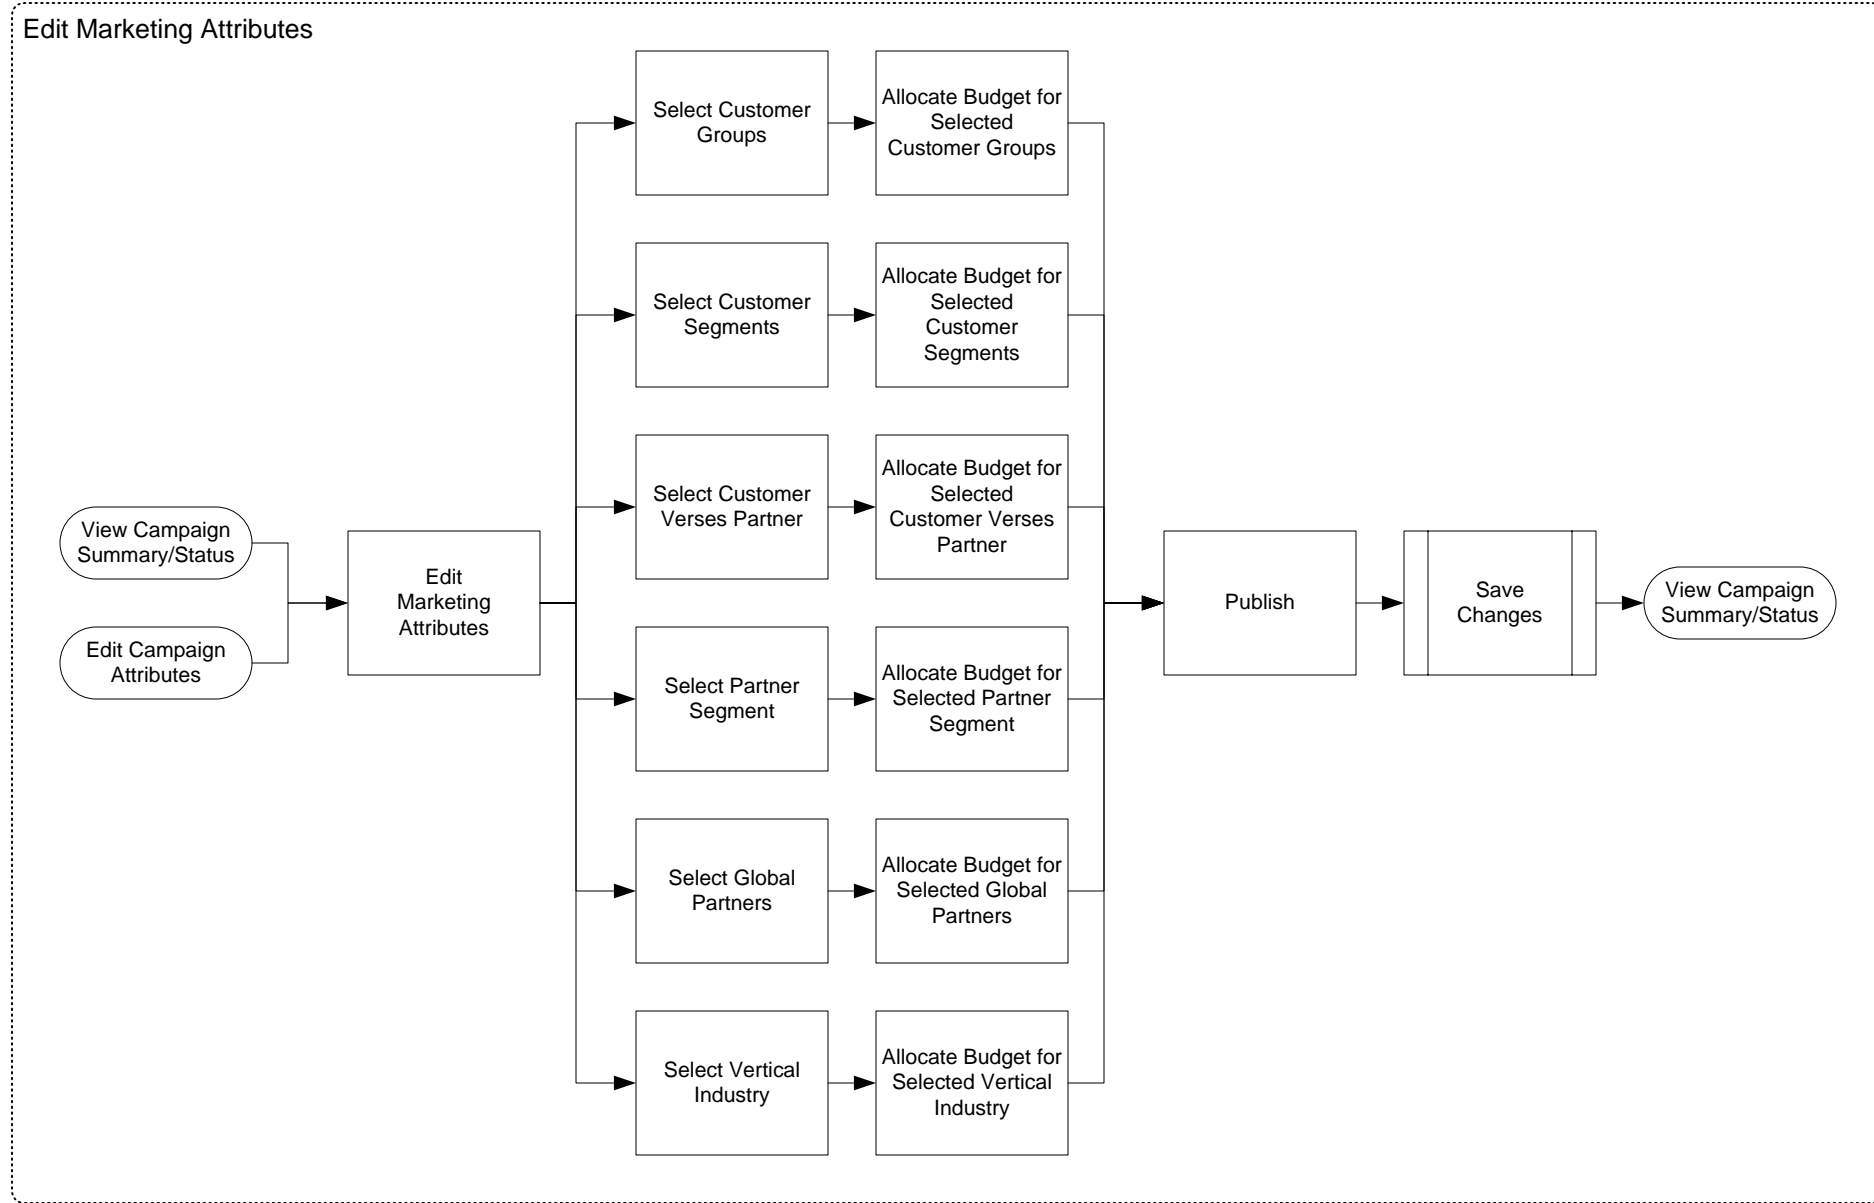 Edit Marketing Attributes
Select Customer
Groups
Allocate Budget for
Selected
Customer Groups
Select Customer
Segments
Allocate Budget for
Selected
Customer
Segments
Select Customer
Verses Partner
Allocate Budget for
Selected
Customer Verses
Partner
View Campaign
Summary/Status
Edit Campaign
Attributes
Edit
Marketing
Attributes
Publish
Save
Changes
View Campaign
Summary/Status
Select Partner
Segment
Allocate Budget for
Selected Partner
Segment
Select Global
Partners
Allocate Budget for
Selected Global
Partners
Select Vertical
Industry
Allocate Budget for
Selected Vertical
Industry